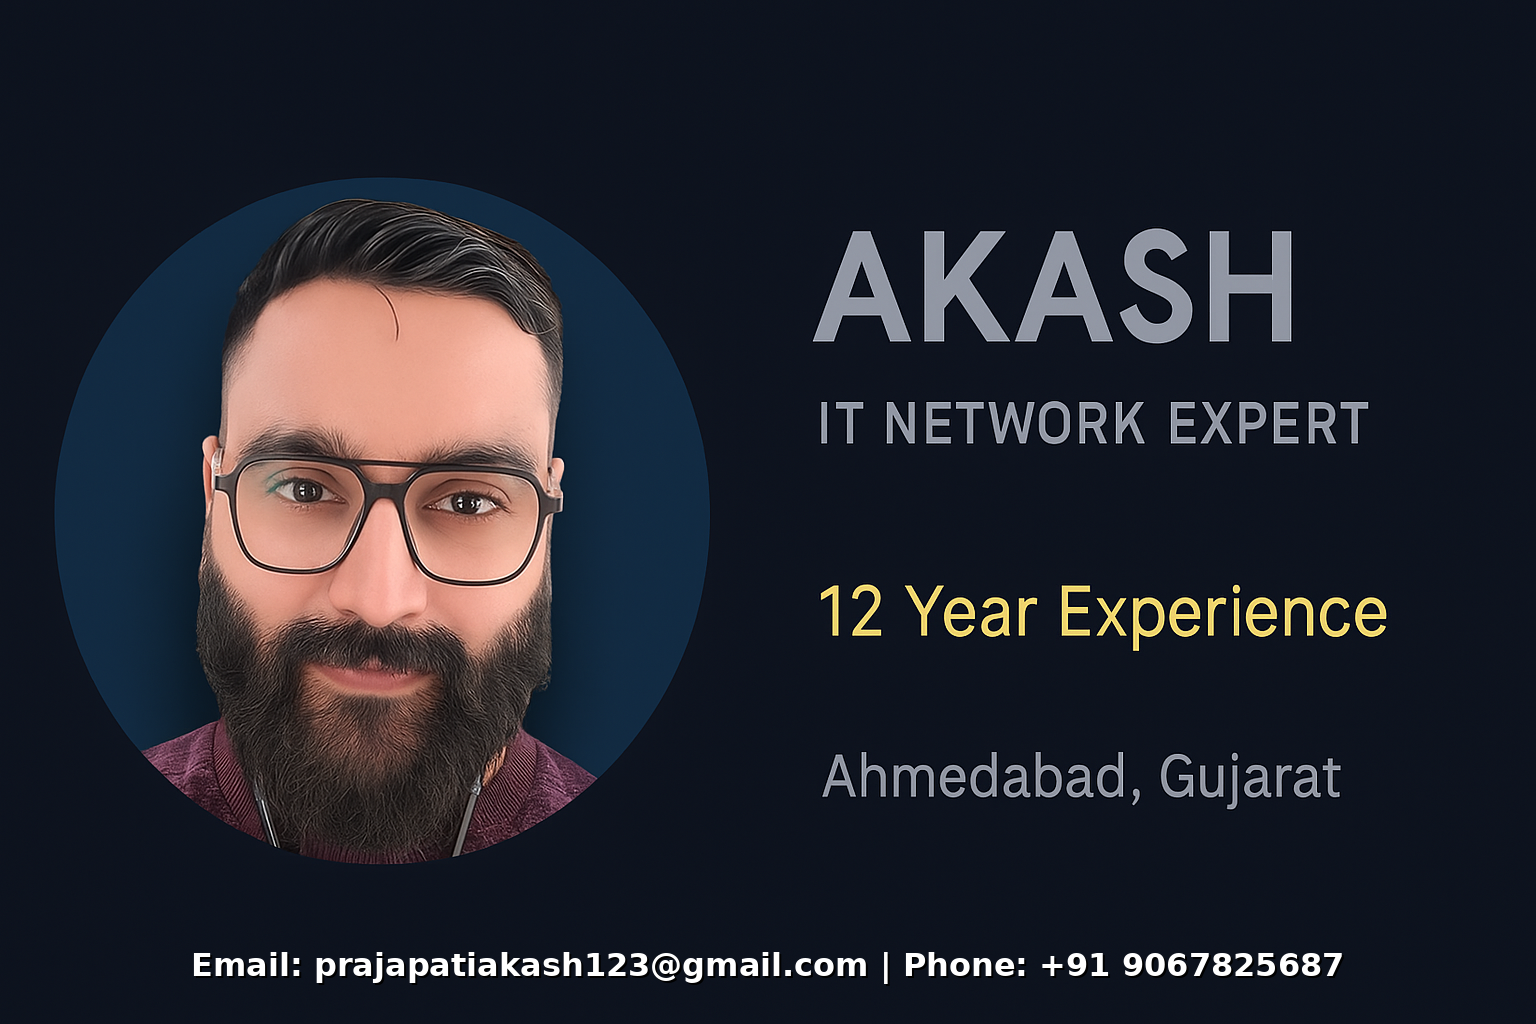 AKASH
IT NETWORK EXPERT
12 Year Experience
Ahmedabad, Gujarat
Email: prajapatiakash123@gmail.com | Phone: +91 9067825687